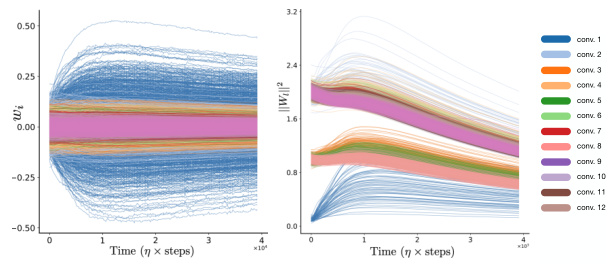 0.50
0.25
0.00
−0.25
−0.50
w_i
0 1 2 3 4
×10⁴
Time (η × steps)
3.2
2.4
1.6
0.8
0.0
||W_l||²
0 1 2 3 4
Time (η × steps)
conv. 1
conv. 2
conv. 3
conv. 4
conv. 5
conv. 6
conv. 7
conv. 8
conv. 9
conv. 10
conv. 11
conv. 12